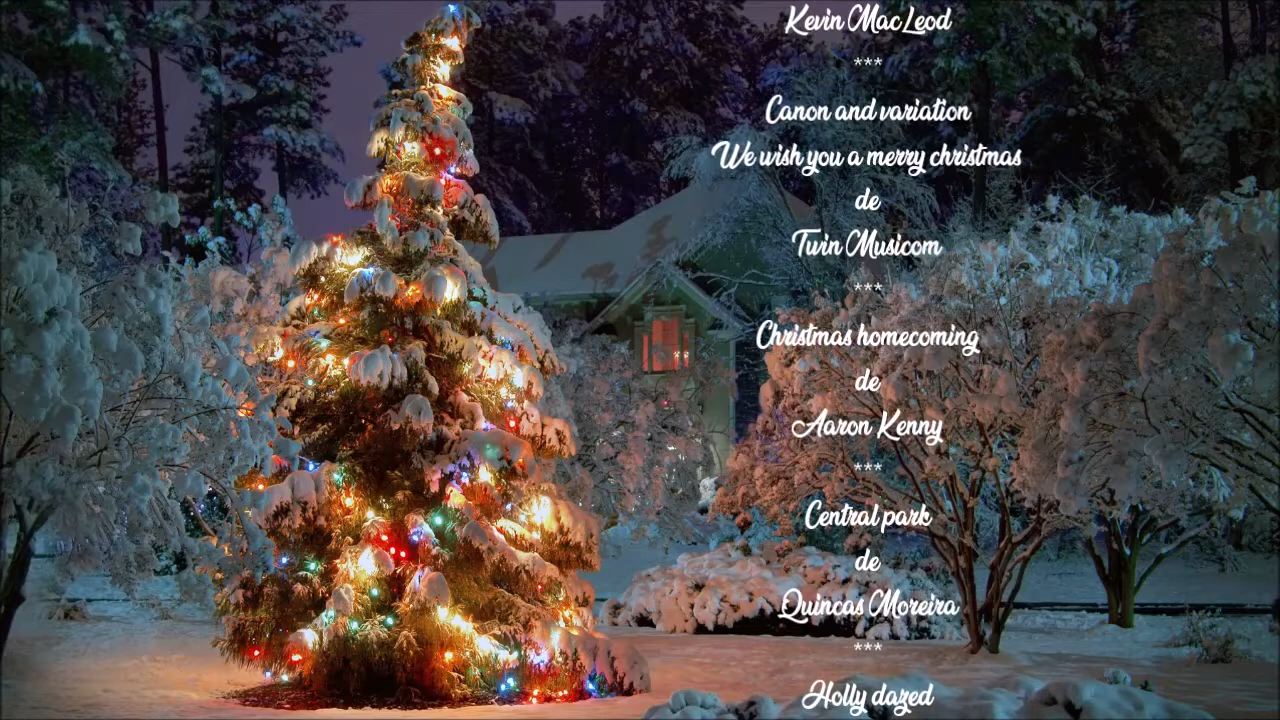 Kevin MacLeod
***
Canon and variation
We wish you a merry christmas
de
Twin Musicom
***
Christmas homecoming
de
Aaron Kenny
***
Central park
de
Quincas Moreira
***
Holly dazed